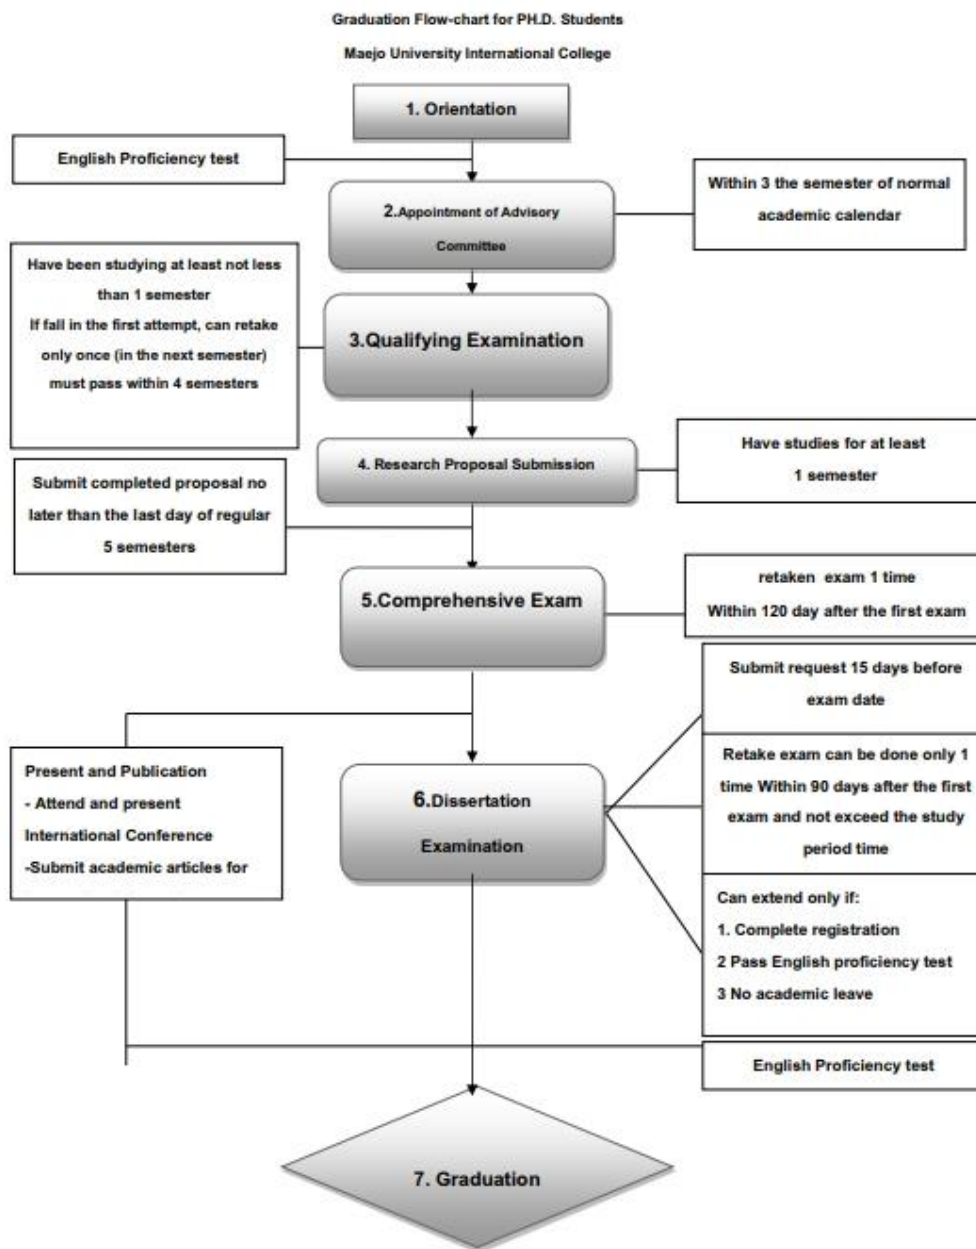 Graduation Flow-chart for PH.D. Students
Maejo University International College
1. Orientation
English Proficiency test
2.Appointment of Advisory
Committee
Within 3 the semester of normal
academic calendar
Have been studying at least not less
than 1 semester
If fall in the first attempt, can retake
only once (in the next semester)
must pass within 4 semesters
3.Qualifying Examination
4. Research Proposal Submission
Have studies for at least
1 semester
Submit completed proposal no
later than the last day of regular
5 semesters
5.Comprehensive Exam
retaken exam 1 time
Within 120 day after the first exam
Submit request 15 days before
exam date
Present and Publication
- Attend and present
International Conference
-Submit academic articles for
6.Dissertation
Examination
Retake exam can be done only 1
time Within 90 days after the first
exam and not exceed the study
period time
Can extend only if:
1. Complete registration
2 Pass English proficiency test
3 No academic leave
English Proficiency test
7. Graduation